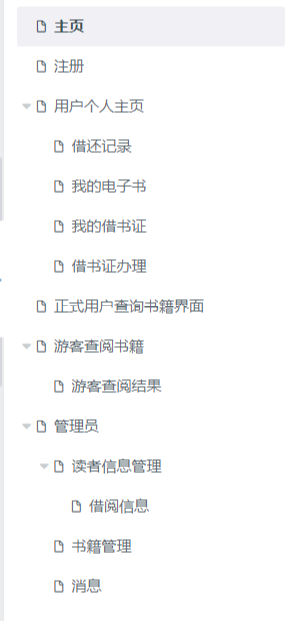 主页
注册
用户个人主页
借还记录
我的电子书
我的借书证
借书证办理
正式用户查询书籍界面
游客查阅书籍
游客查阅结果
管理员
读者信息管理
借阅信息
书籍管理
消息